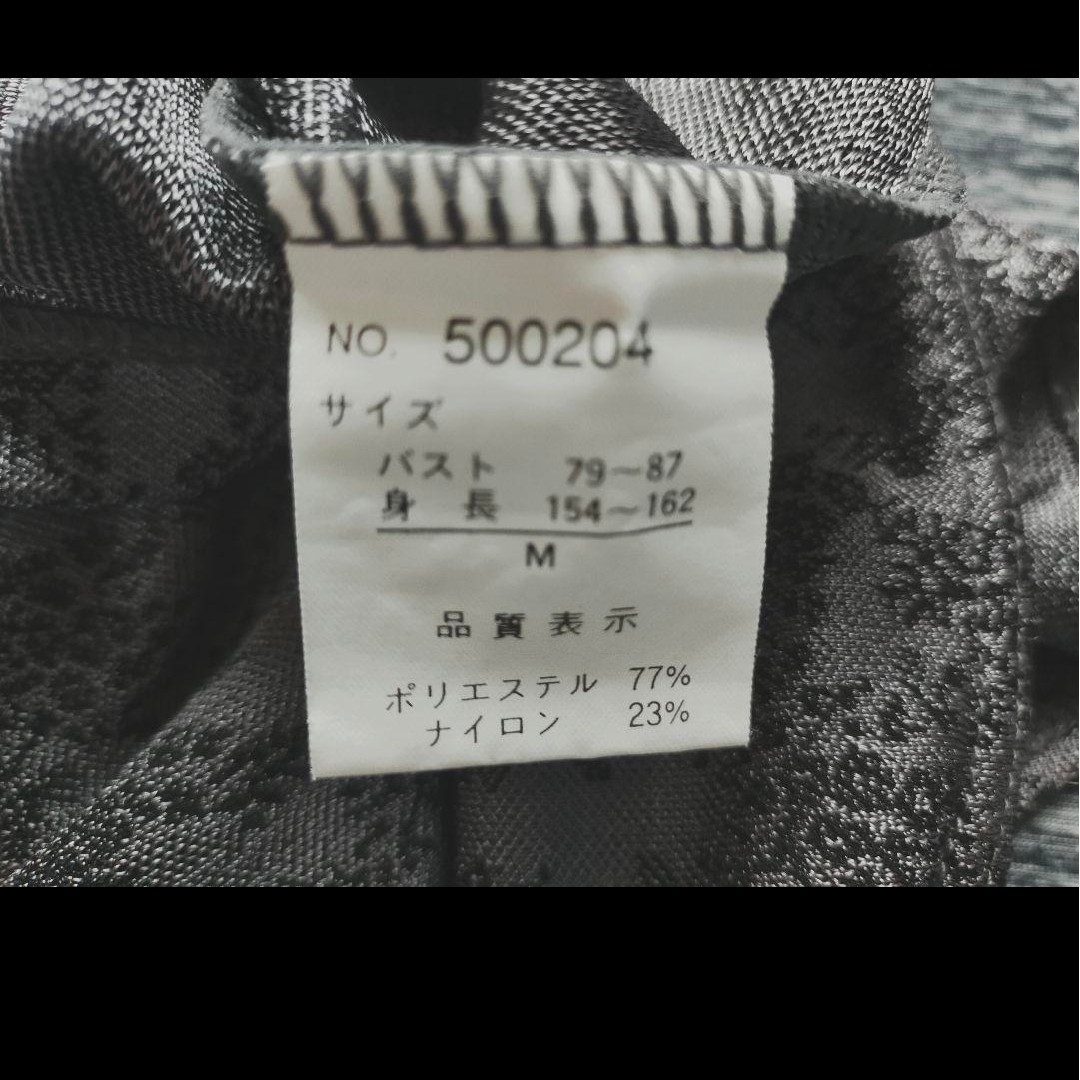 NO. 500204
サイズ
バスト 79〜87
身長 154〜162
M
品質表示
ポリエステル 77%
ナイロン 23%